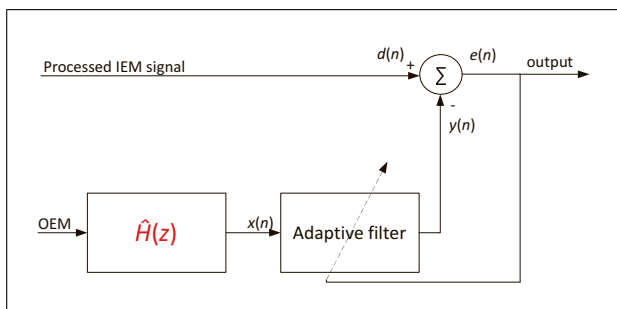 d(n)
e(n)
Processed IEM signal
+
Σ
output
-
y(n)
OEM
Ĥ(z)
x(n)
Adaptive filter